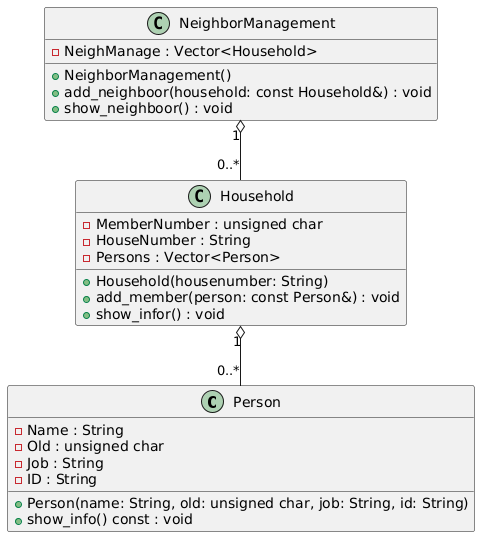 C NeighborManagement
NeighManage : Vector<Household>
NeighborManagement()
add_neighboor(household: const Household&) : void
show_neighboor() : void
1
0..*
C Household
MemberNumber : unsigned char
HouseNumber : String
Persons : Vector<Person>
Household(housenumber: String)
add_member(person: const Person&) : void
show_infor() : void
1
0..*
C Person
Name : String
Old : unsigned char
Job : String
ID : String
Person(name: String, old: unsigned char, job: String, id: String)
show_info() const : void